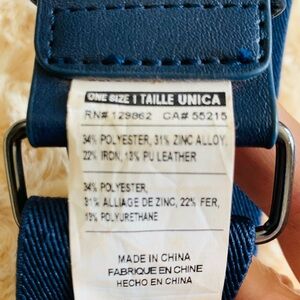 ONE SIZE 1 TAILLE UNICA
RN# 129862 CA# 55215
34% POLYESTER, 31% ZINC ALLOY,
22% IRON, 13% PU LEATHER
34% POLYESTER,
31% ALLIAGE DE ZINC, 22% FER,
13% POLYURETHANE
MADE IN CHINA
FABRIQUE EN CHINE
HECHO EN CHINA